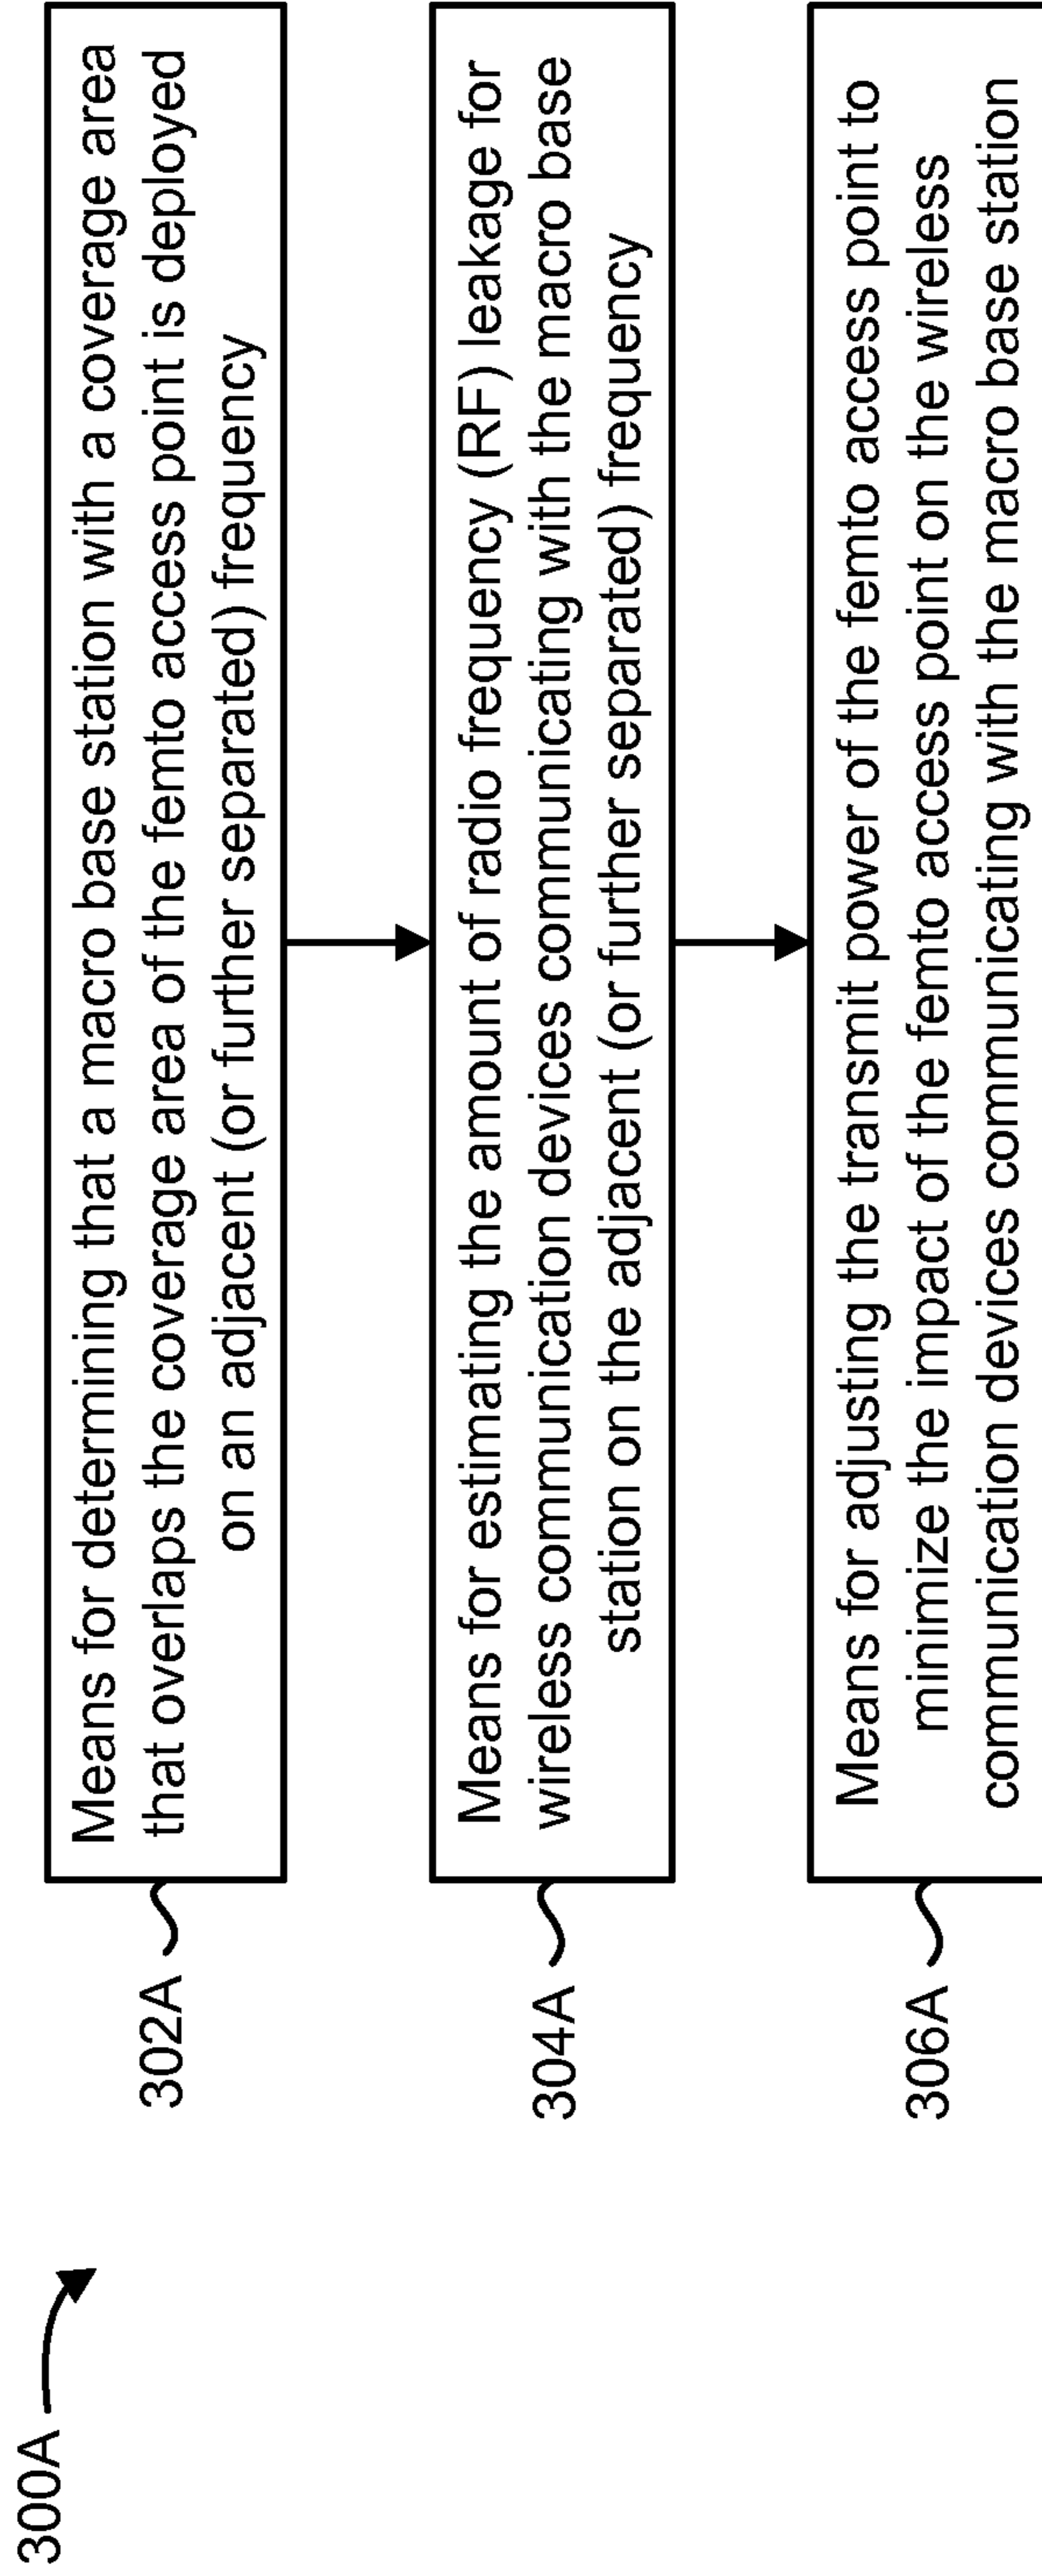 300A
302A
Means for determining that a macro base station with a coverage area
that overlaps the coverage area of the femto access point is deployed
on an adjacent (or further separated) frequency
304A
Means for estimating the amount of radio frequency (RF) leakage for
wireless communication devices communicating with the macro base
station on the adjacent (or further separated) frequency
306A
Means for adjusting the transmit power of the femto access point to
minimize the impact of the femto access point on the wireless
communication devices communicating with the macro base station